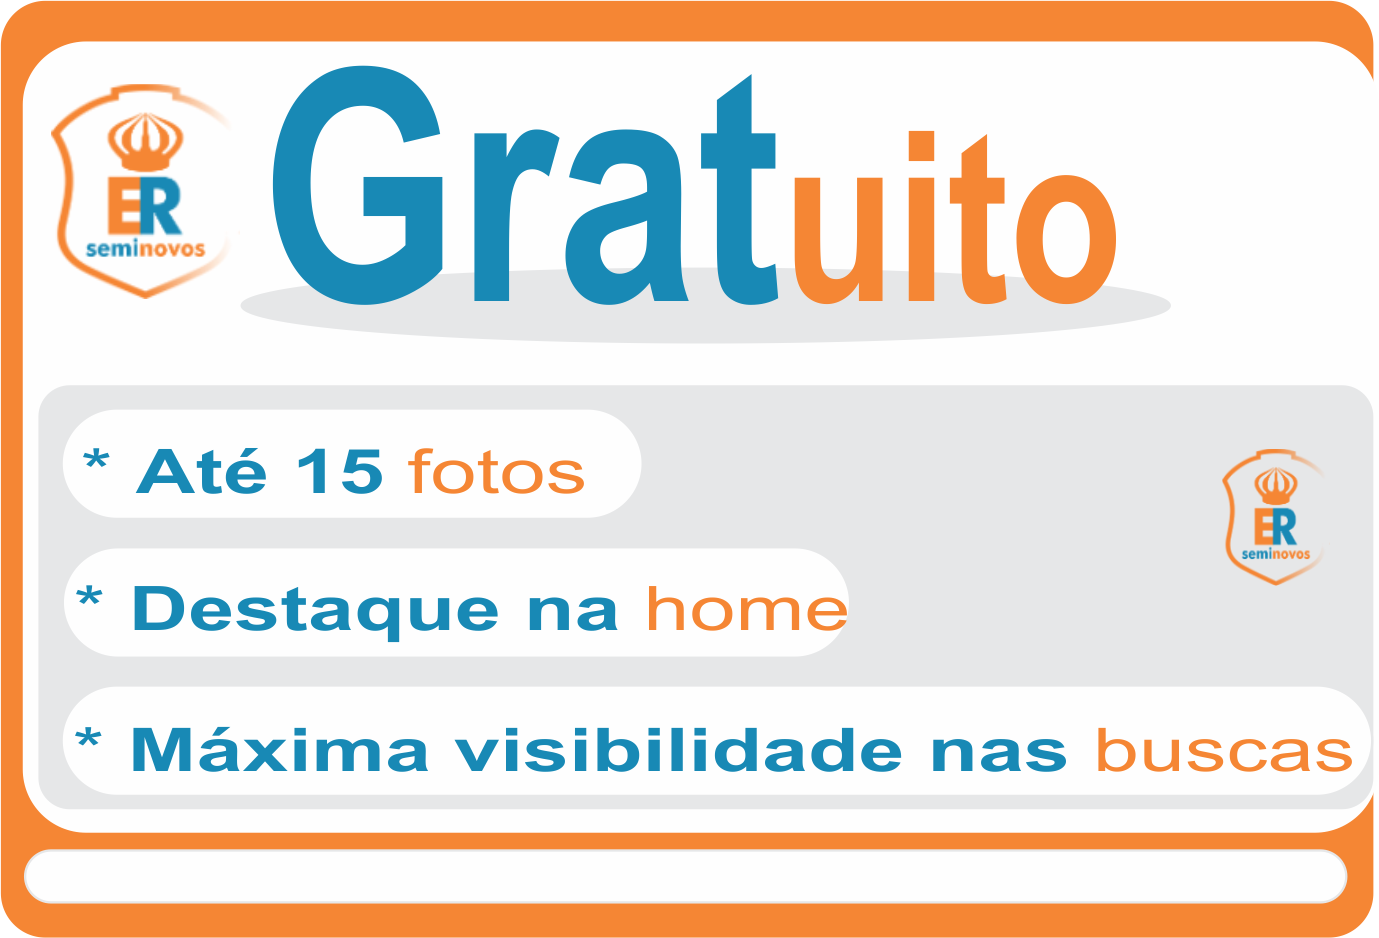 ER
seminovos
Gratuito
* Até 15 fotos
ER
seminovos
* Destaque na home
* Máxima visibilidade nas buscas